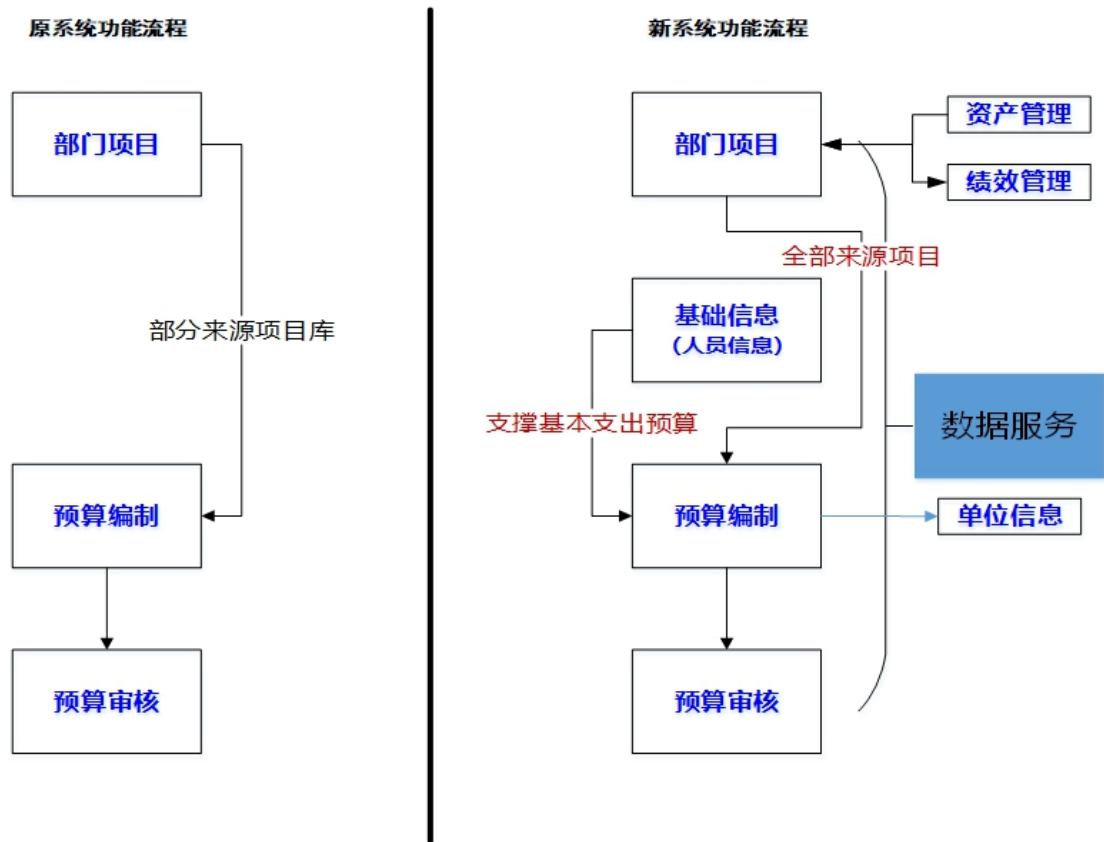 原系统功能流程
部门项目
部分来源项目库
预算编制
预算审核
新系统功能流程
部门项目
资产管理
绩效管理
全部来源项目
基础信息
(人员信息)
支撑基本支出预算
数据服务
预算编制
单位信息
预算审核